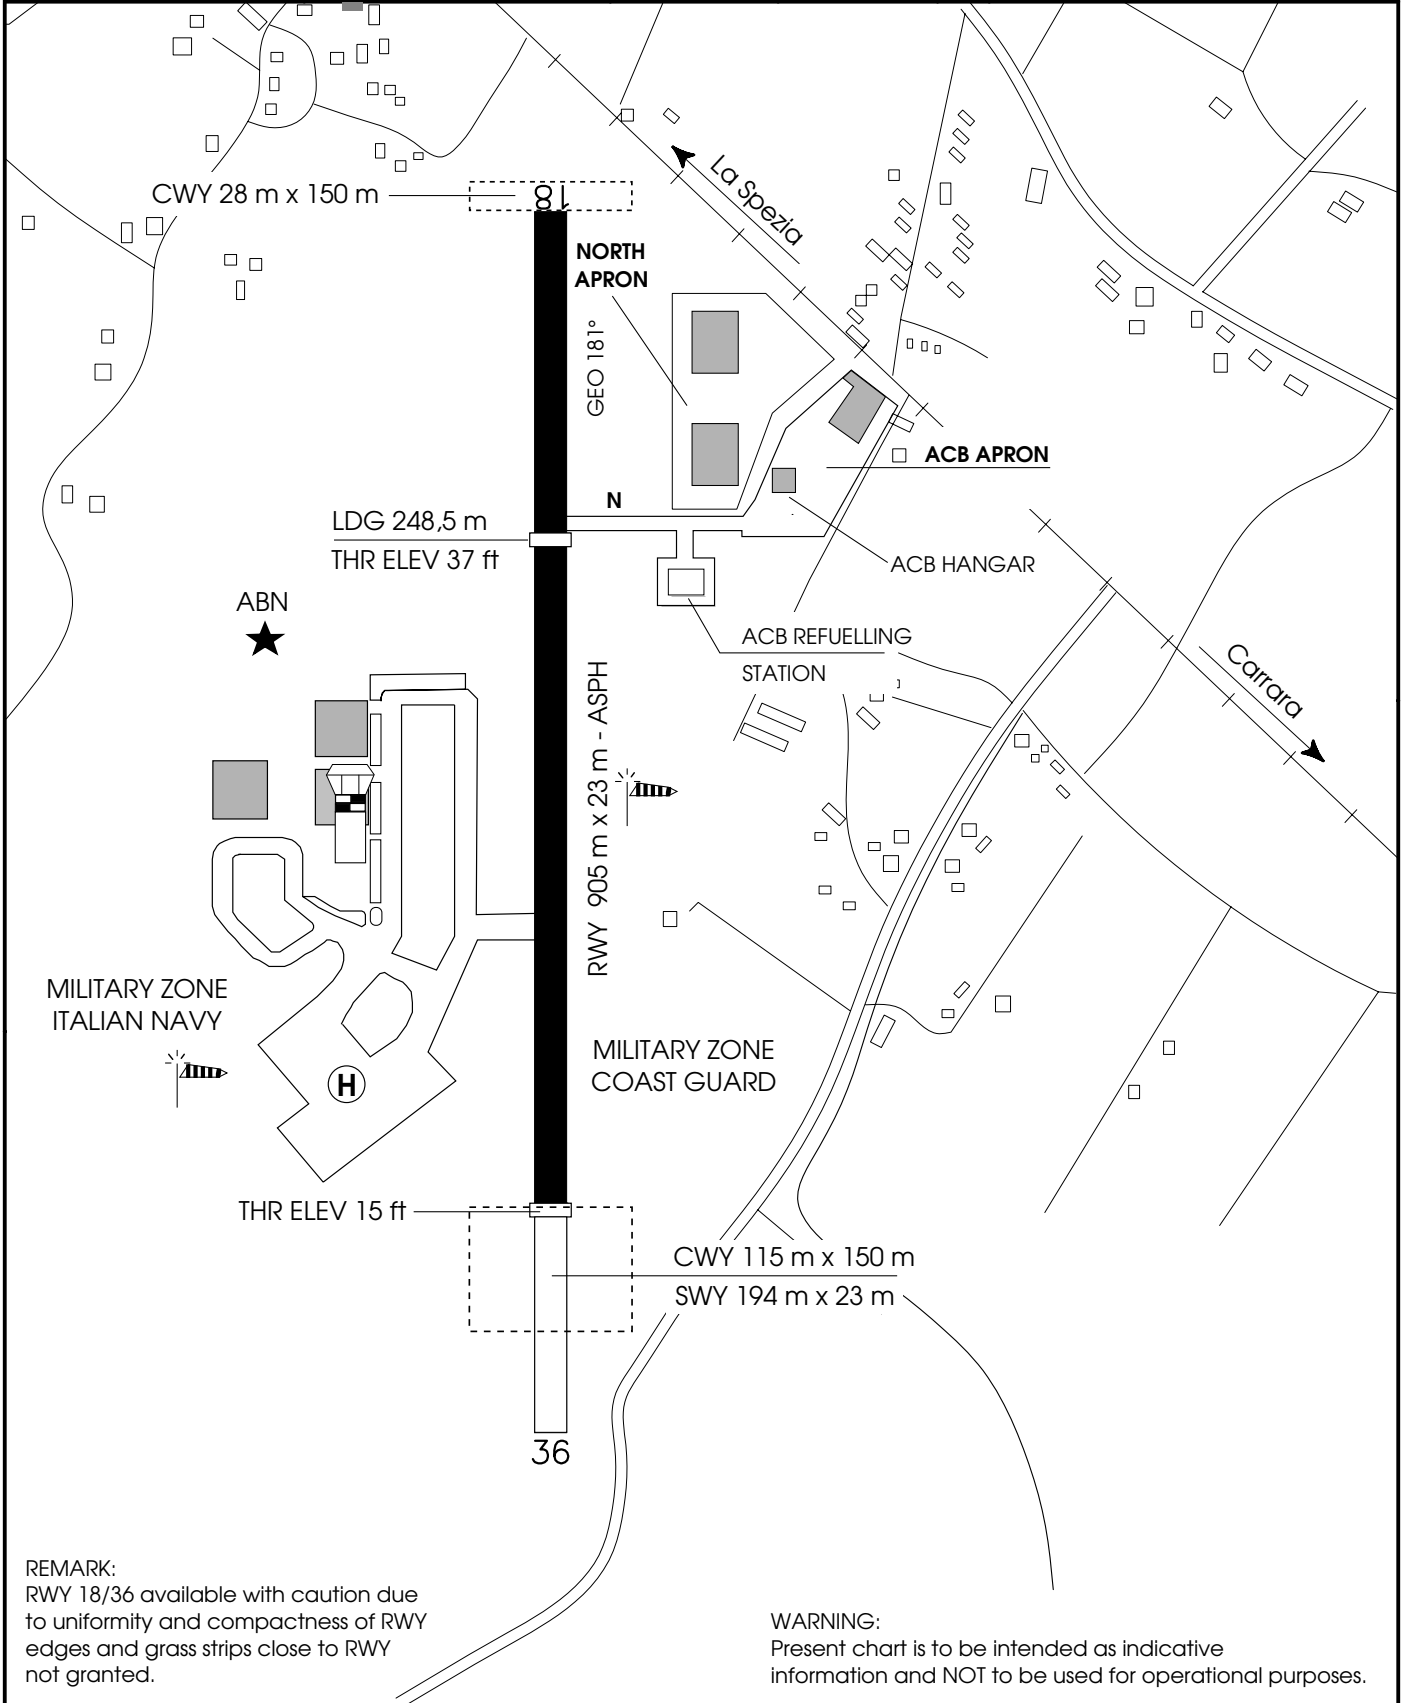 CWY 28 m x 150 m
18
La Spezia
NORTH
APRON
GEO 181°
ACB APRON
N
LDG 248,5 m
THR ELEV 37 ft
ACB HANGAR
ABN
ACB REFUELLING
STATION
Carrara
RWY 905 m x 23 m - ASPH
MILITARY ZONE
ITALIAN NAVY
MILITARY ZONE
COAST GUARD
H
THR ELEV 15 ft
CWY 115 m x 150 m
SWY 194 m x 23 m
36
REMARK:
RWY 18/36 available with caution due
to uniformity and compactness of RWY
edges and grass strips close to RWY
not granted.
WARNING:
Present chart is to be intended as indicative
information and NOT to be used for operational purposes.